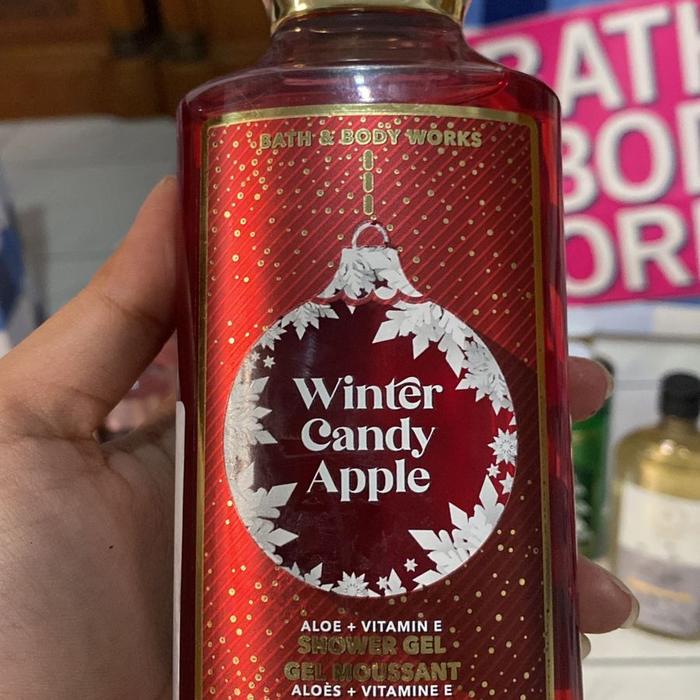 BATH & BODY WORKS
Winter
Candy
Apple
ALOE + VITAMIN E
SHOWER GEL
GEL MOUSSANT
ALOÈS + VITAMINE E